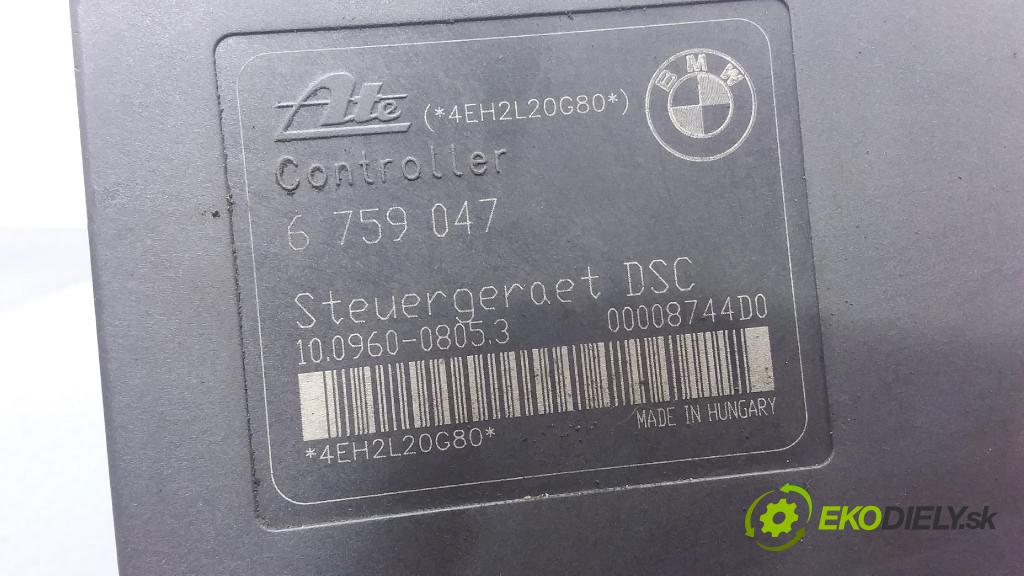 Ate (*4EH2L20G80*)
BMW
Controller
6 759 047
Steuergeraet DSC
10.0960-0805.3 00008744D0
MADE IN HUNGARY
*4EH2L20G80*
EKODIELY.sk